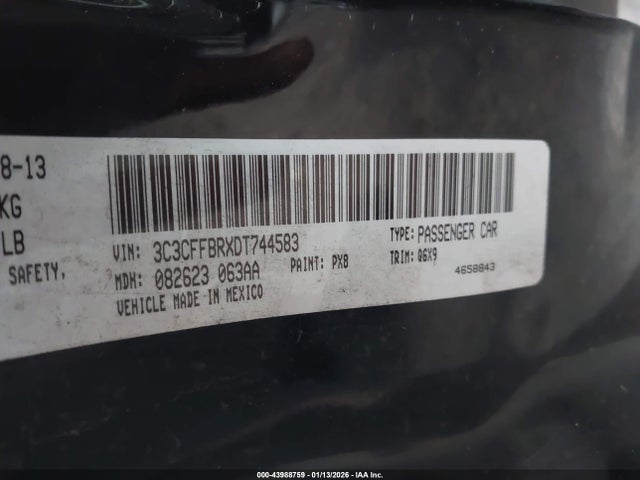 8-13
KG
LB
SAFETY,
VIN: 3C3CFFBRXDT744583
TYPE: PASSENGER CAR
MDH: 082623 063AA
PAINT: PX8
TRIM: Q6X9
VEHICLE MADE IN MEXICO
4658843
000-43988759 | 01/13/2026 - IAA Inc.